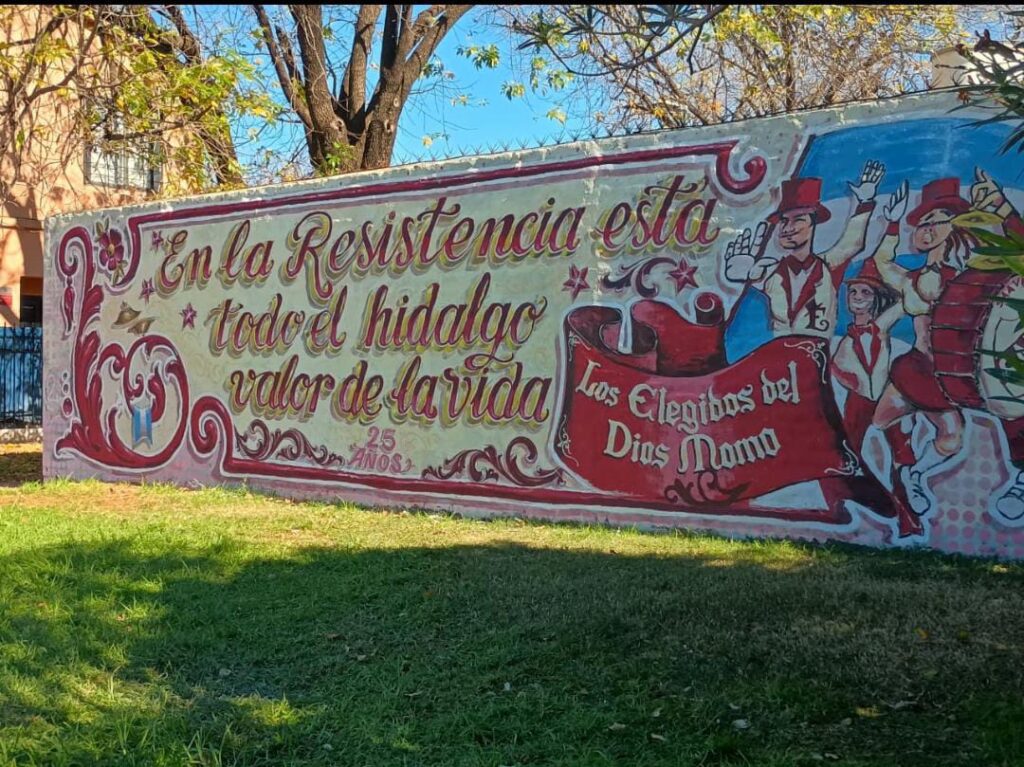 En la Resistencia está
todo el hidalgo
valor de la vida
25
AÑOS
Los Elegidos del
Dios Momo
E